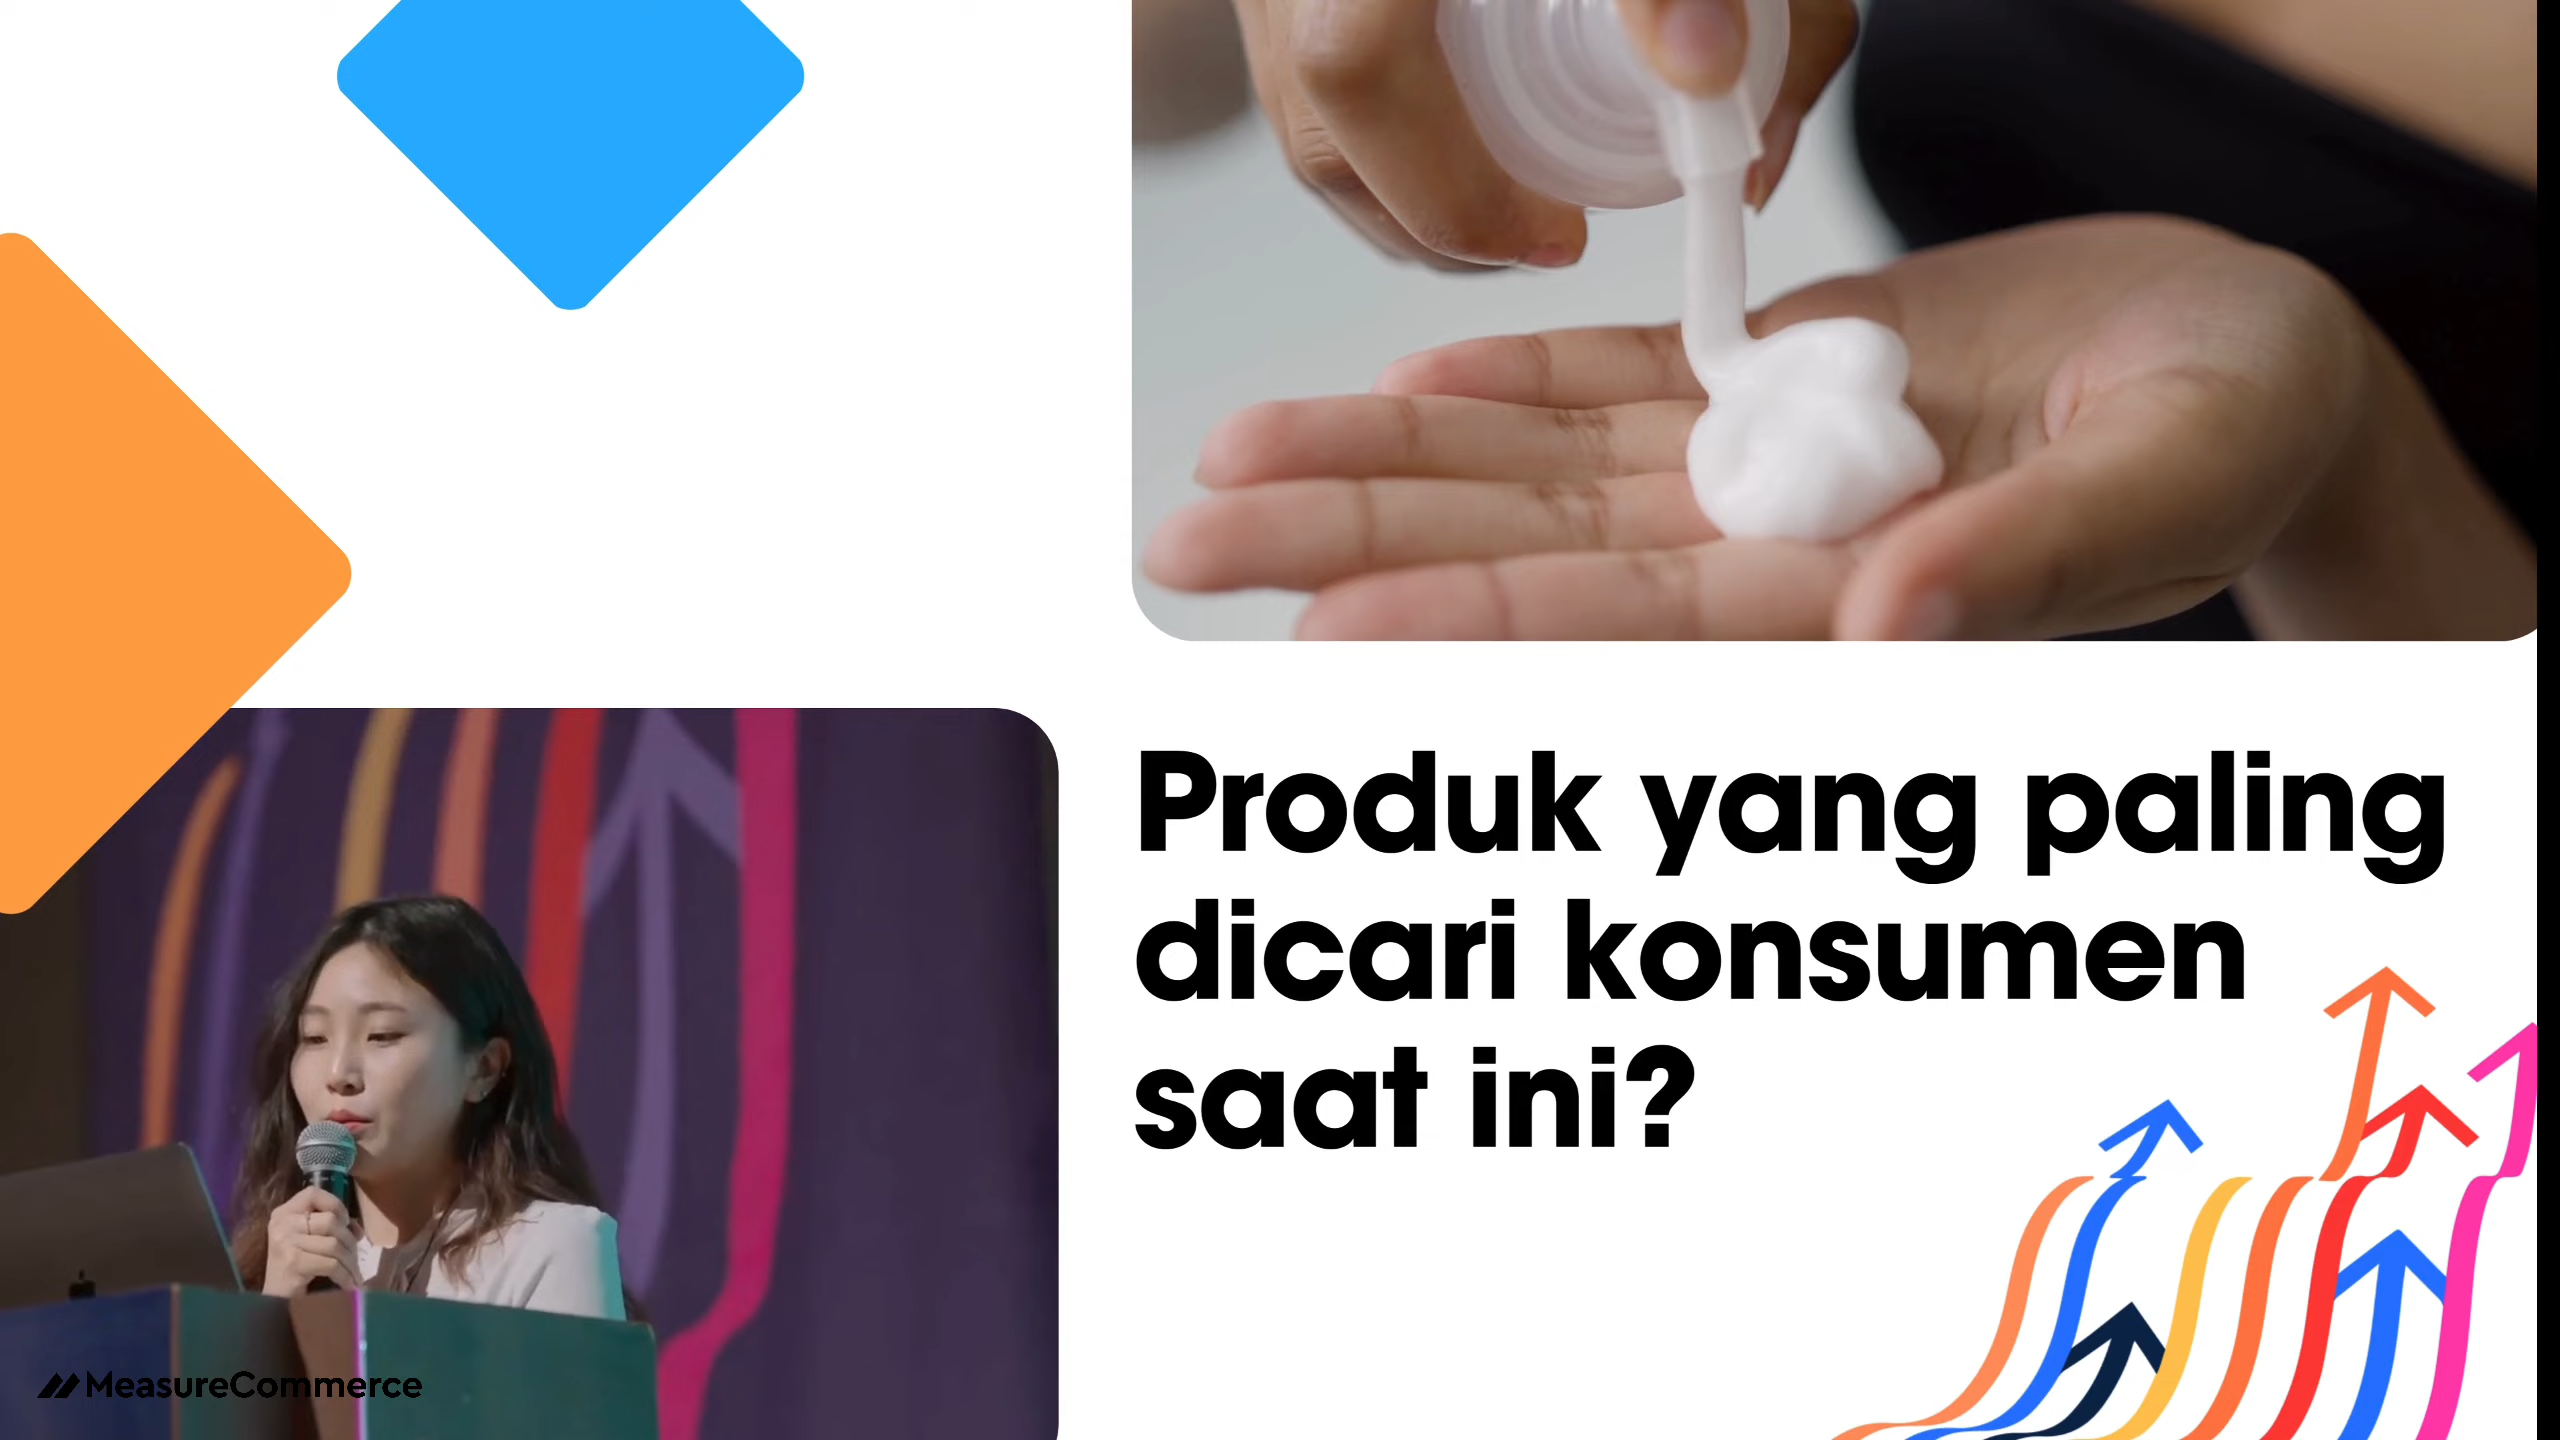 Produk yang paling
dicari konsumen
saat ini?
MeasureCommerce